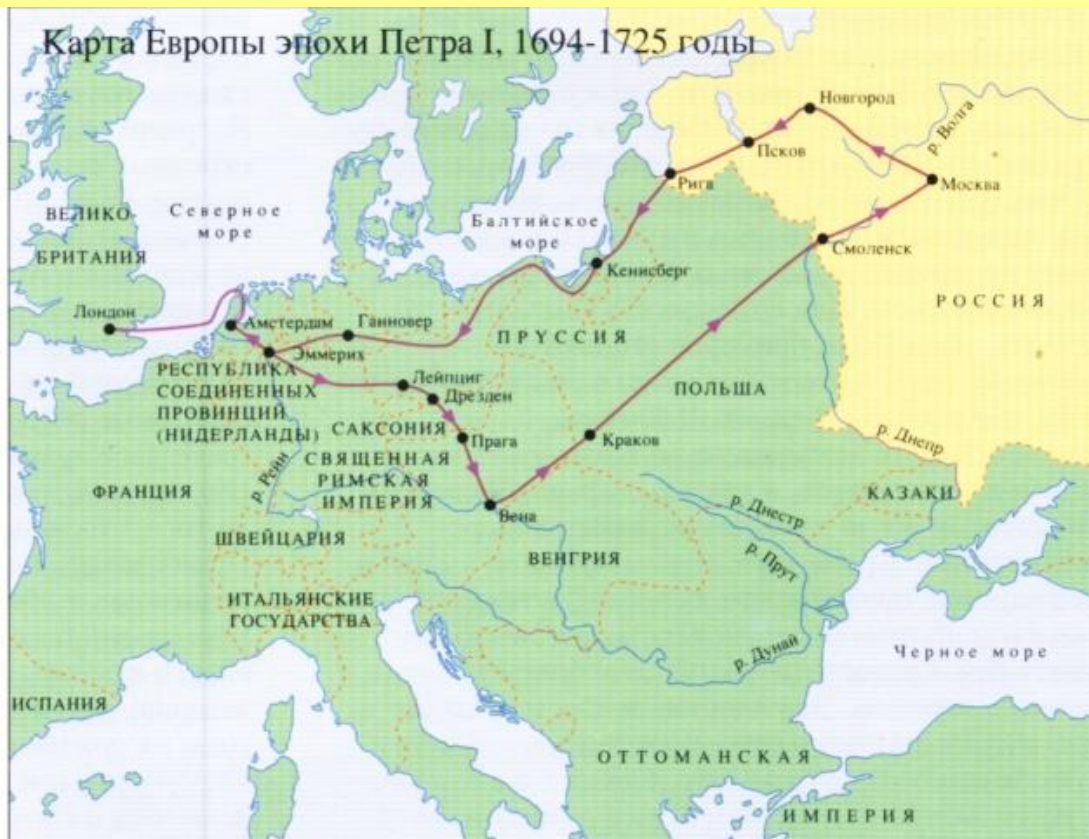 Карта Европы эпохи Петра I, 1694-1725 годы
Новгород
р. Волга
Псков
Рига
Москва
ВЕЛИКО-
БРИТАНИЯ
Северное
море
Балтийское
море
Смоленск
Кенисберг
РОССИЯ
Лондон
Амстердам
Ганновер
ПРУССИЯ
Эммерих
РЕСПУБЛИКА
СОЕДИНЕННЫХ
ПРОВИНЦИЙ
(НИДЕРЛАНДЫ)
Лейпциг
Дрезден
ПОЛЬША
САКСОНИЯ
Прага
Краков
р. Днепр
СВЯЩЕННАЯ
РИМСКАЯ
ИМПЕРИЯ
р. Рейн
ФРАНЦИЯ
Вена
р. Днестр
КАЗАКИ
ШВЕЙЦАРИЯ
ВЕНГРИЯ
р. Прут
ИТАЛЬЯНСКИЕ
ГОСУДАРСТВА
р. Дунай
Черное море
ИСПАНИЯ
ОТТОМАНСКАЯ
ИМПЕРИЯ